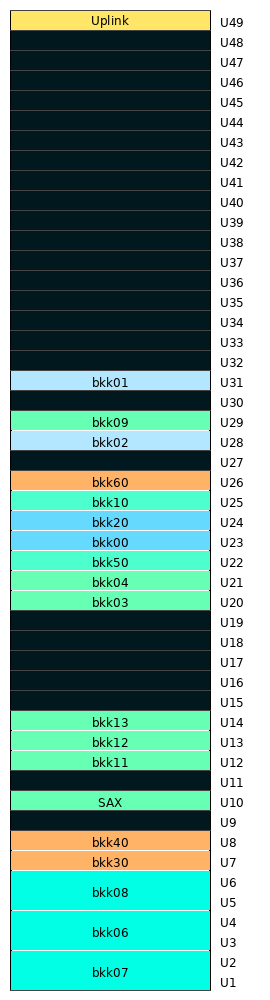 Uplink U49
U48
U47
U46
U45
U44
U43
U42
U41
U40
U39
U38
U37
U36
U35
U34
U33
U32
bkk01 U31
U30
bkk09 U29
bkk02 U28
U27
bkk60 U26
bkk10 U25
bkk20 U24
bkk00 U23
bkk50 U22
bkk04 U21
bkk03 U20
U19
U18
U17
U16
U15
bkk13 U14
bkk12 U13
bkk11 U12
U11
SAX U10
U9
bkk40 U8
bkk30 U7
U6
bkk08
U5
U4
bkk06
U3
U2
bkk07
U1